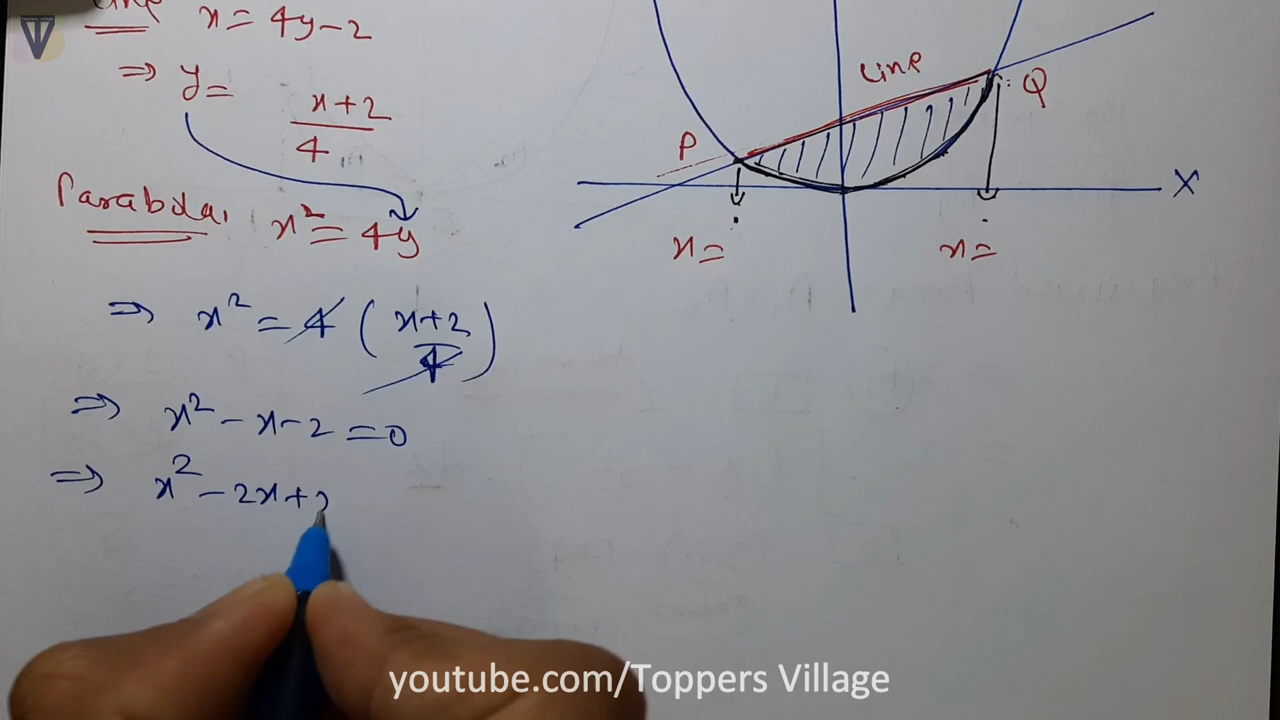 Line x = 4y-2
⇒ y = x+2/4
Parabola, x² = 4y
⇒ x² = 4 (x+2/4)
⇒ x² - x - 2 = 0
⇒ x² - 2x +
Line
Q
P
X
x =
x =
youtube.com/Toppers Village